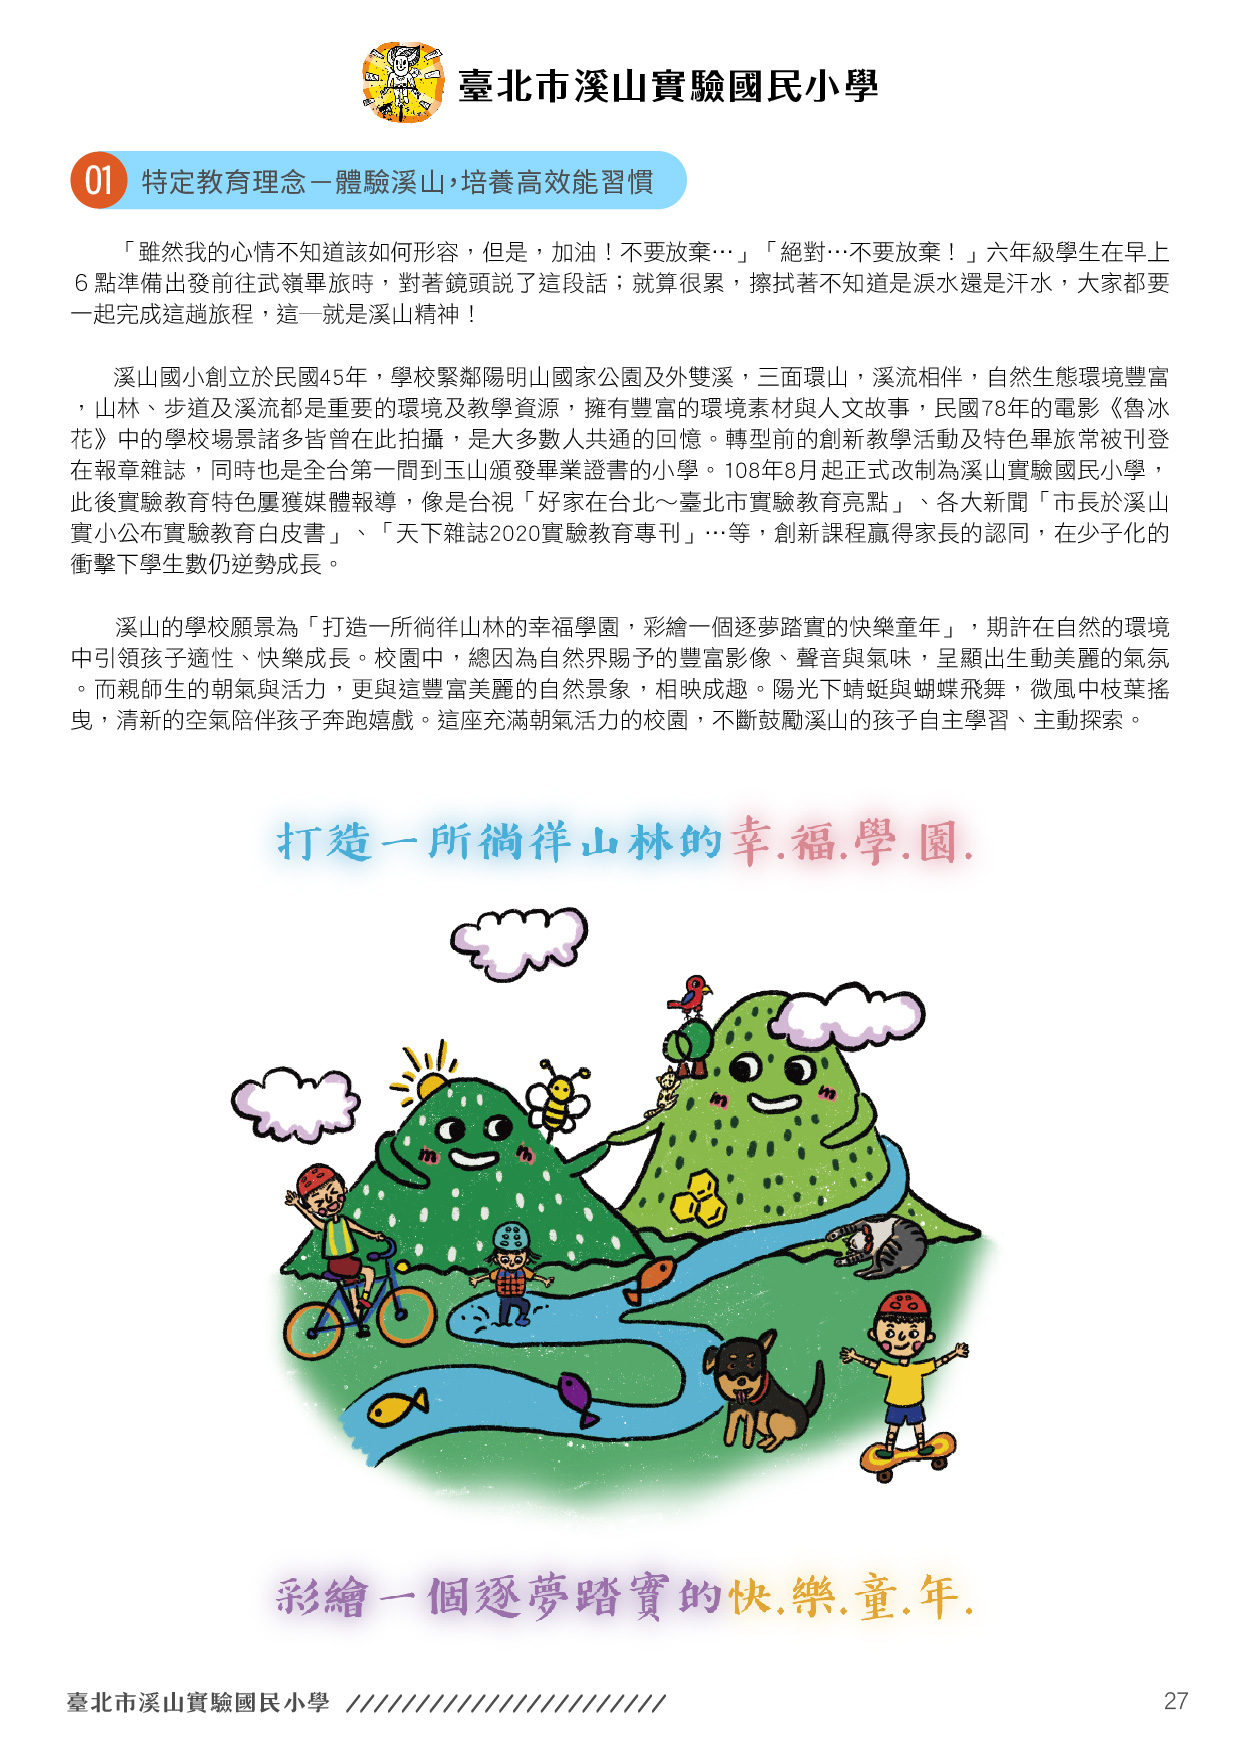 臺北市溪山實驗國民小學
01 特定教育理念－體驗溪山，培養高效能習慣
「雖然我的心情不知道該如何形容，但是，加油！不要放棄…」「絕對…不要放棄！」六年級學生在早上
６點準備出發前往武嶺畢旅時，對著鏡頭說了這段話；就算很累，擦拭著不知道是淚水還是汗水，大家都要
一起完成這趟旅程，這─就是溪山精神！
溪山國小創立於民國45年，學校緊鄰陽明山國家公園及外雙溪，三面環山，溪流相伴，自然生態環境豐富
，山林、步道及溪流都是重要的環境及教學資源，擁有豐富的環境素材與人文故事，民國78年的電影《魯冰
花》中的學校場景諸多皆曾在此拍攝，是大多數人共通的回憶。轉型前的創新教學活動及特色畢旅常被刊登
在報章雜誌，同時也是全台第一間到玉山頒發畢業證書的小學。108年8月起正式改制為溪山實驗國民小學，
此後實驗教育特色屢獲媒體報導，像是台視「好家在台北～臺北市實驗教育亮點」、各大新聞「市長於溪山
實小公布實驗教育白皮書」、「天下雜誌2020實驗教育專刊」…等，創新課程贏得家長的認同，在少子化的
衝擊下學生數仍逆勢成長。
溪山的學校願景為「打造一所徜徉山林的幸福學園，彩繪一個逐夢踏實的快樂童年」，期許在自然的環境
中引領孩子適性、快樂成長。校園中，總因為自然界賜予的豐富影像、聲音與氣味，呈顯出生動美麗的氣氛
。而親師生的朝氣與活力，更與這豐富美麗的自然景象，相映成趣。陽光下蜻蜓與蝴蝶飛舞，微風中枝葉搖
曳，清新的空氣陪伴孩子奔跑嬉戲。這座充滿朝氣活力的校園，不斷鼓勵溪山的孩子自主學習、主動探索。
打造一所徜徉山林的幸.福.學.園.
彩繪一個逐夢踏實的快.樂.童.年.
臺北市溪山實驗國民小學 ///////////////////////
27